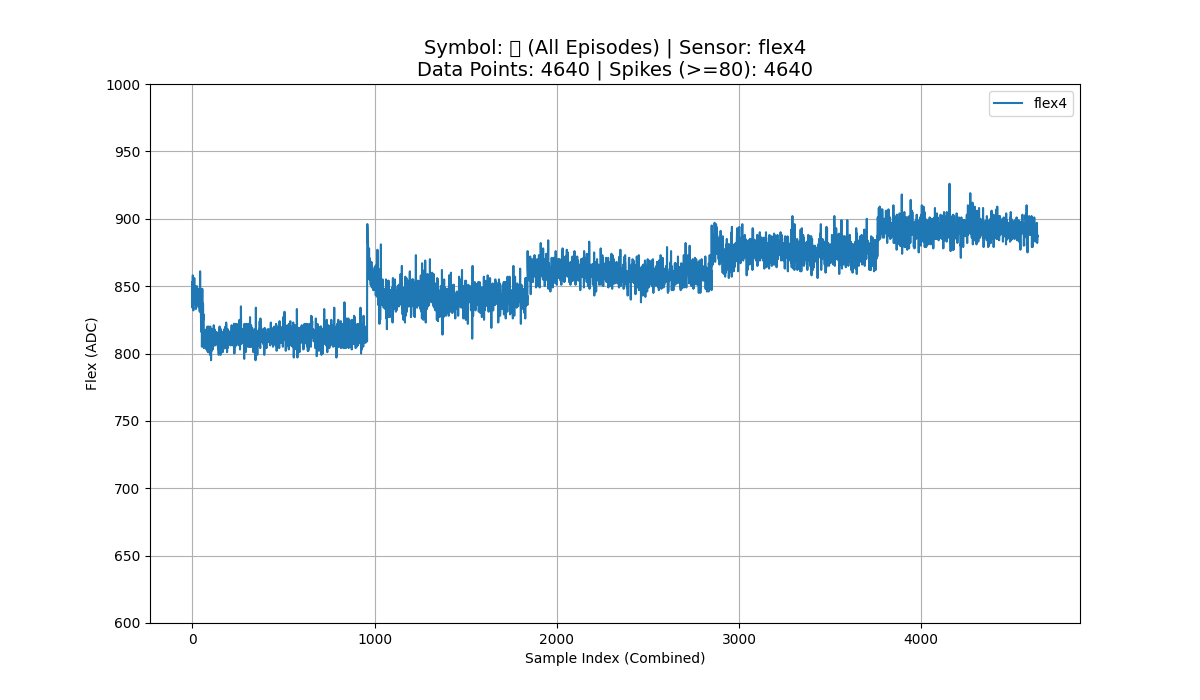 Symbol: (All Episodes) | Sensor: flex4
Data Points: 4640 | Spikes (>=80): 4640
flex4
1000
950
900
850
800
750
700
650
600
Flex (ADC)
0 1000 2000 3000 4000
Sample Index (Combined)